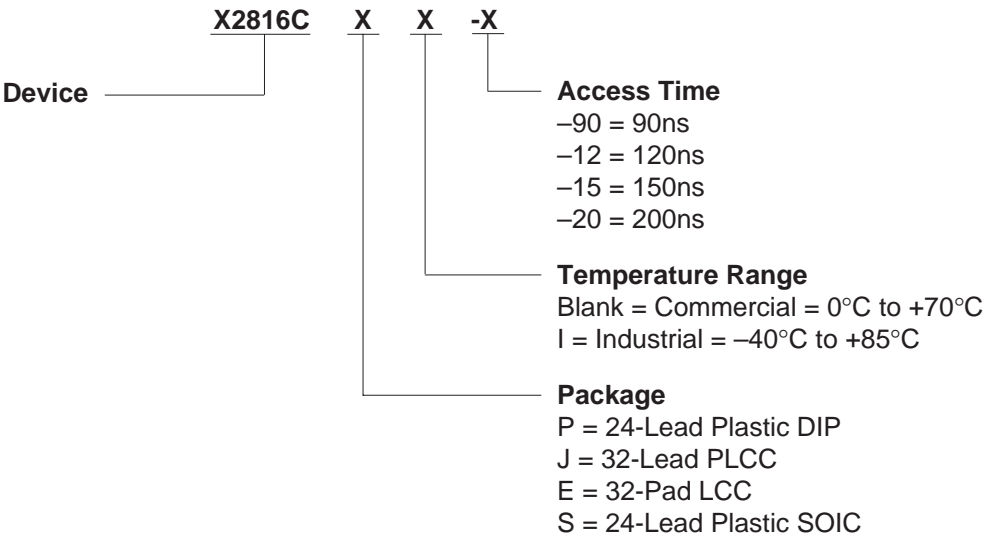 X2816C X X -X
Device
Access Time
–90 = 90ns
–12 = 120ns
–15 = 150ns
–20 = 200ns
Temperature Range
Blank = Commercial = 0°C to +70°C
I = Industrial = –40°C to +85°C
Package
P = 24-Lead Plastic DIP
J = 32-Lead PLCC
E = 32-Pad LCC
S = 24-Lead Plastic SOIC